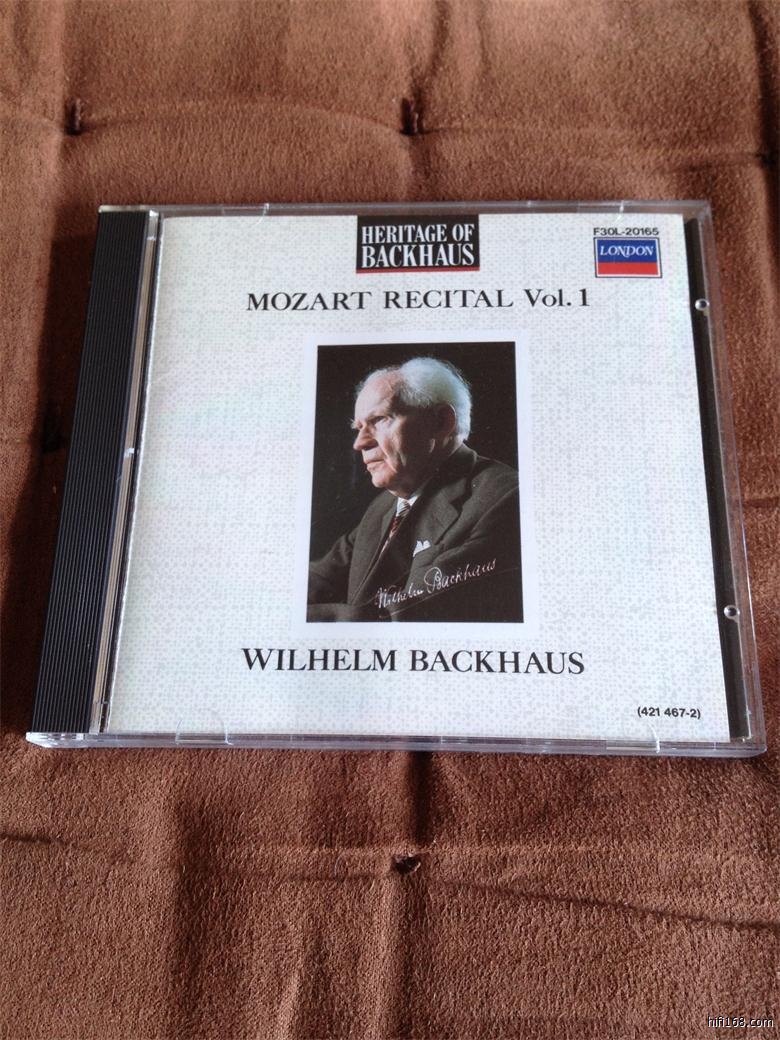 HERITAGE OF
BACKHAUS
F30L-20165
LONDON
MOZART RECITAL Vol. 1
Wilhelm Backhaus
WILHELM BACKHAUS
(421 467-2)
hifi168.com